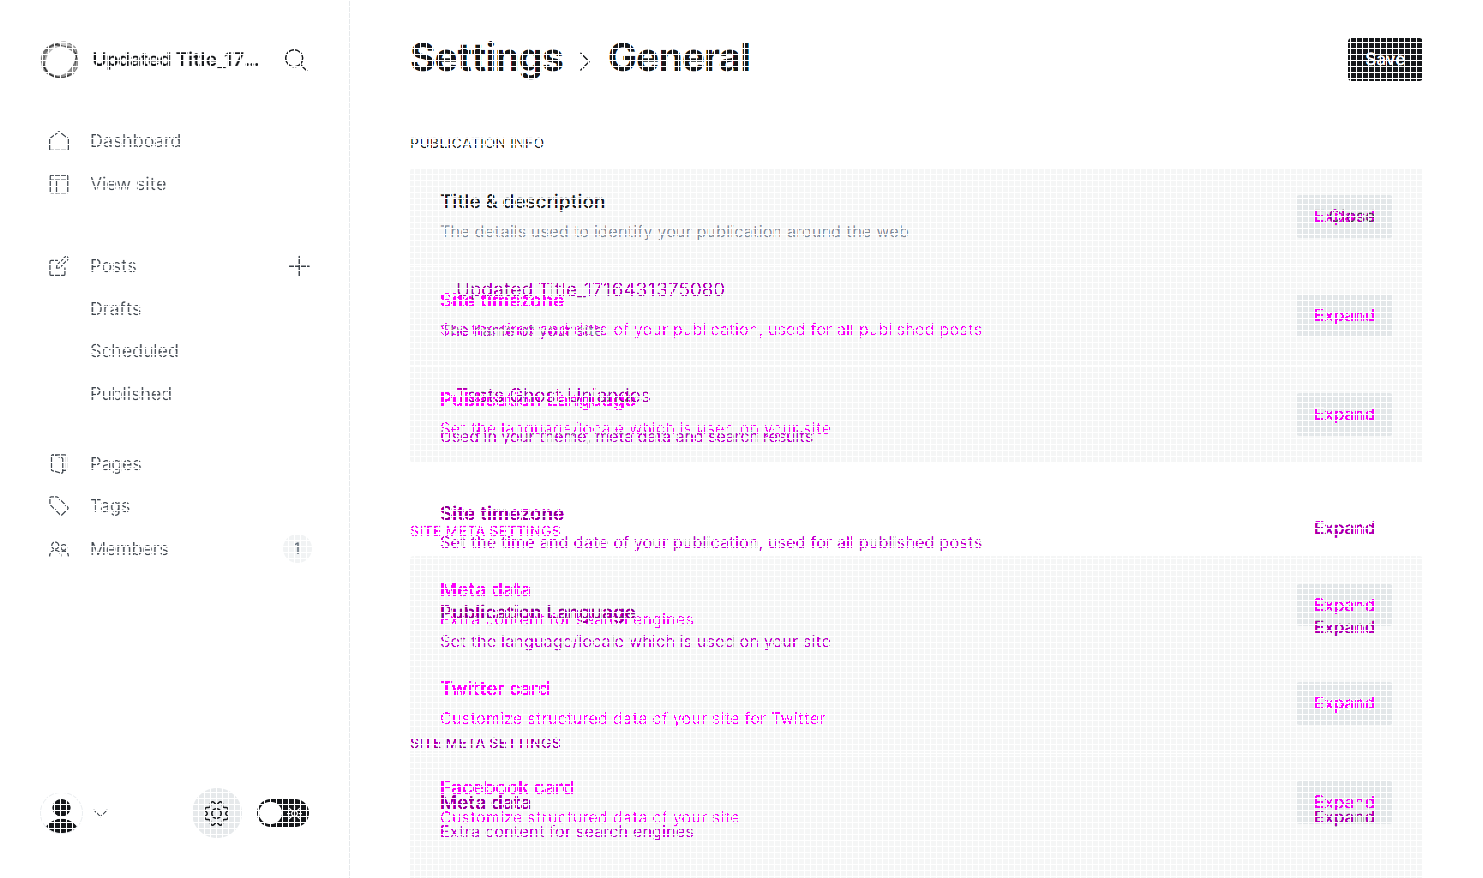 Updated Title_17...
Settings > General
Save
Dashboard
View site
Posts
Drafts
Scheduled
Published
Pages
Tags
Members
1
PUBLICATION INFO
Title & description
The details used to identify your publication around the web
Close
Expand
Updated Title_1716431375080
Site timezone
Set the time and date of your publication, used for all published posts
The name of your site
Expand
Publication Language
Set the language/locale which is used on your site
Used in your theme, meta data and search results
Expand
Site timezone
SITE META SETTINGS
Set the time and date of your publication, used for all published posts
Expand
Meta data
Expand
Publication Language
Extra content for search engines
Expand
Set the language/locale which is used on your site
Twitter card
Expand
Customize structured data of your site for Twitter
SITE META SETTINGS
Facebook card
Expand
Meta data
Customize structured data of your site
Expand
Extra content for search engines